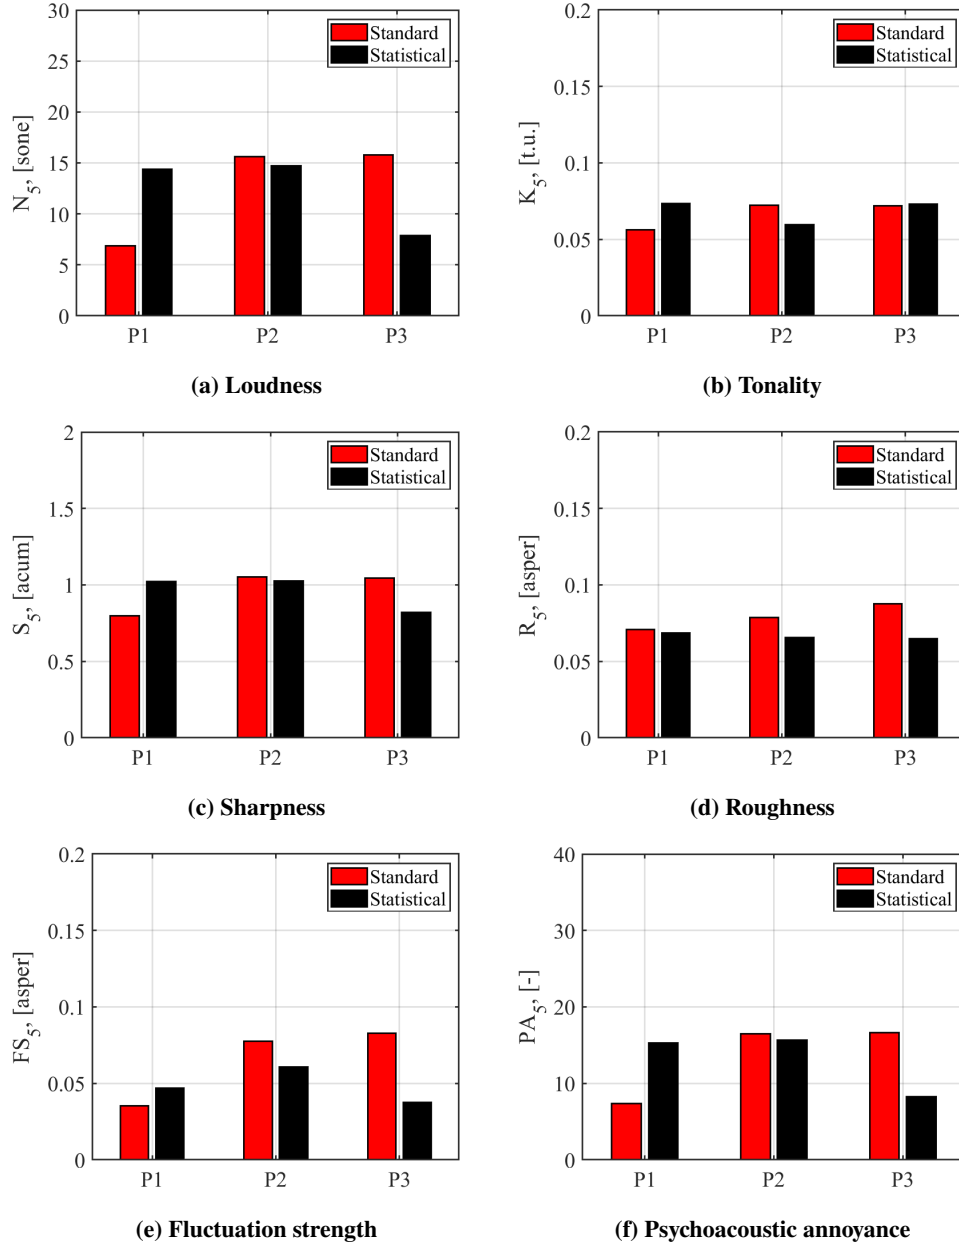 30
25
20
15
10
5
0
N5, [sone]
Standard
Statistical
P1 P2 P3
(a) Loudness
0.2
0.15
0.1
0.05
0
K5, [t.u.]
Standard
Statistical
P1 P2 P3
(b) Tonality
2
1.5
1
0.5
0
S5, [acum]
Standard
Statistical
P1 P2 P3
(c) Sharpness
0.2
0.15
0.1
0.05
0
R5, [asper]
Standard
Statistical
P1 P2 P3
(d) Roughness
0.2
0.15
0.1
0.05
0
FS5, [asper]
Standard
Statistical
P1 P2 P3
(e) Fluctuation strength
40
30
20
10
0
PA5, [-]
Standard
Statistical
P1 P2 P3
(f) Psychoacoustic annoyance